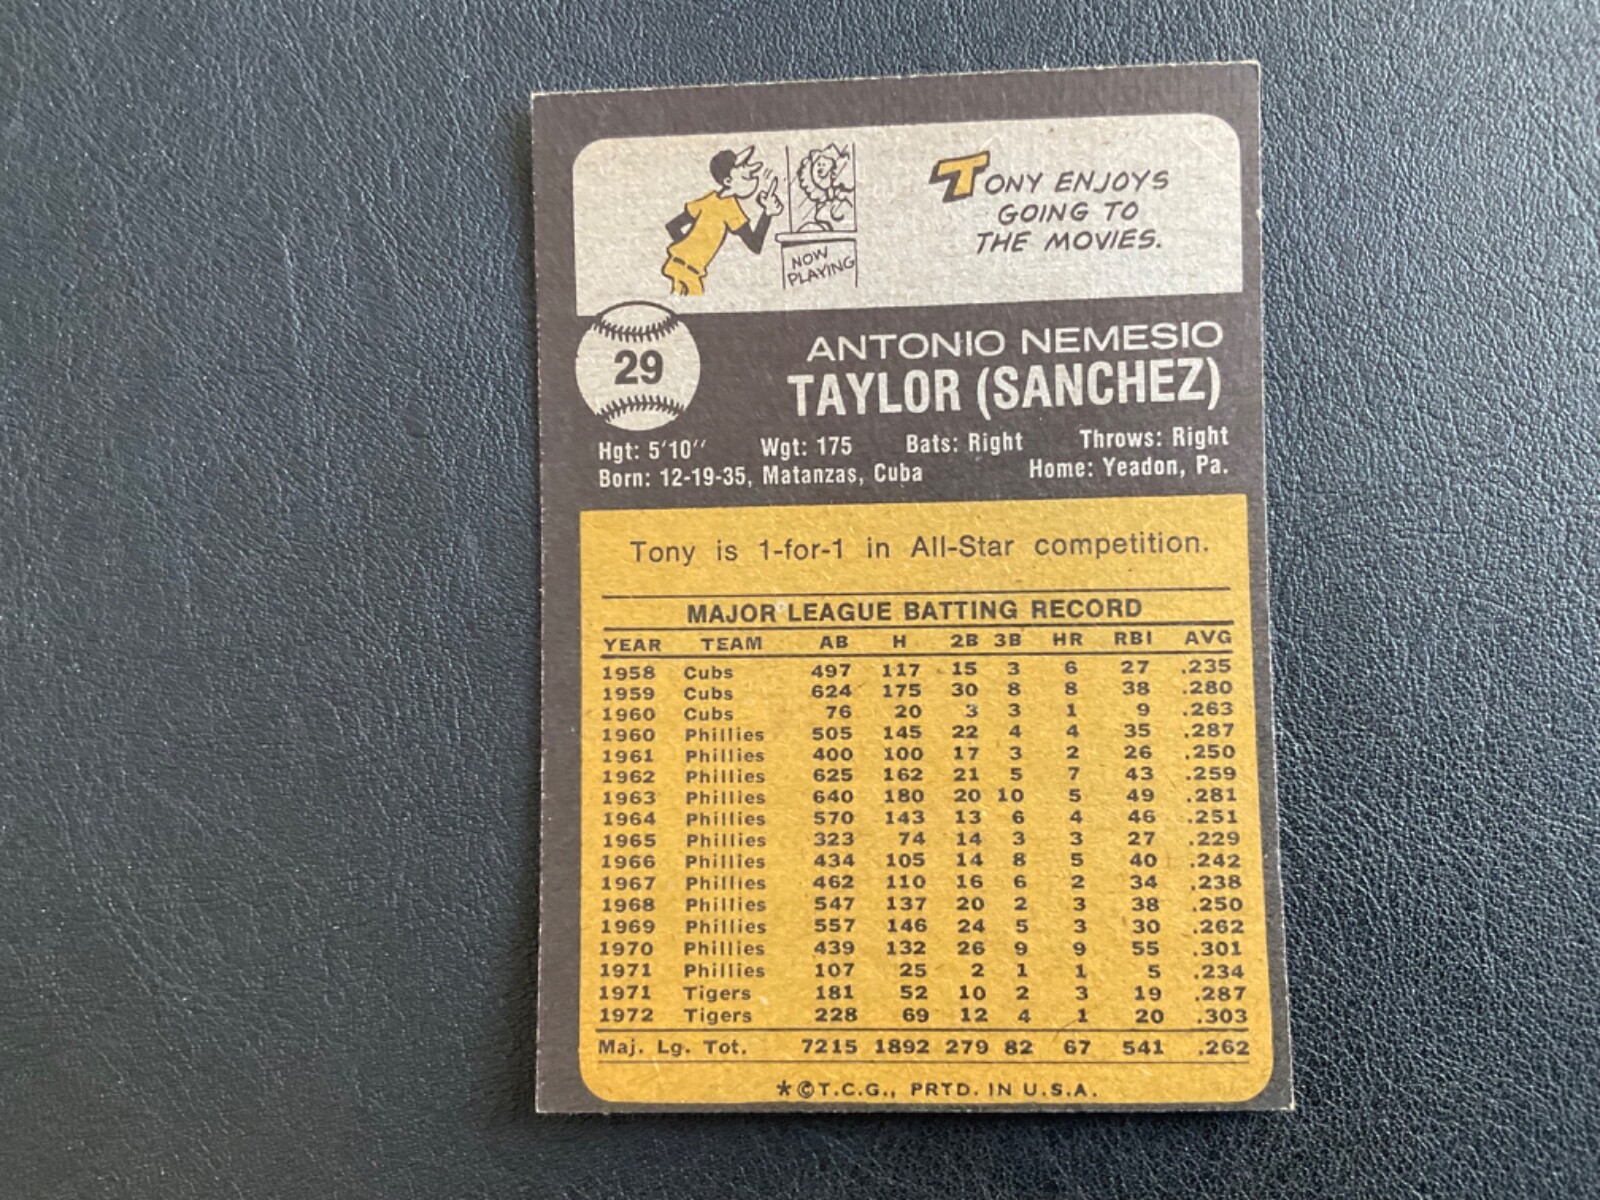 TONY ENJOYS
GOING TO
THE MOVIES.
NOW
PLAYING
29
ANTONIO NEMESIO
TAYLOR (SANCHEZ)
Hgt: 5'10'' Wgt: 175 Bats: Right Throws: Right
Born: 12-19-35, Matanzas, Cuba Home: Yeadon, Pa.
Tony is 1-for-1 in All-Star competition.
MAJOR LEAGUE BATTING RECORD
YEAR TEAM AB H 2B 3B HR RBI AVG
1958 Cubs 497 117 15 3 6 27 .235
1959 Cubs 624 175 30 8 8 38 .280
1960 Cubs 76 20 3 3 1 9 .263
1960 Phillies 505 145 22 4 4 35 .287
1961 Phillies 400 100 17 3 2 26 .250
1962 Phillies 625 162 21 5 7 43 .259
1963 Phillies 640 180 20 10 5 49 .281
1964 Phillies 570 143 13 6 4 46 .251
1965 Phillies 323 74 14 3 3 27 .229
1966 Phillies 434 105 14 8 5 40 .242
1967 Phillies 462 110 16 6 2 34 .238
1968 Phillies 547 137 20 2 3 38 .250
1969 Phillies 557 146 24 5 3 30 .262
1970 Phillies 439 132 26 9 9 55 .301
1971 Phillies 107 25 2 1 1 5 .234
1971 Tigers 181 52 10 2 3 19 .287
1972 Tigers 228 69 12 4 1 20 .303
Maj. Lg. Tot. 7215 1892 279 82 67 541 .262
*©T.C.G., PRTD. IN U.S.A.